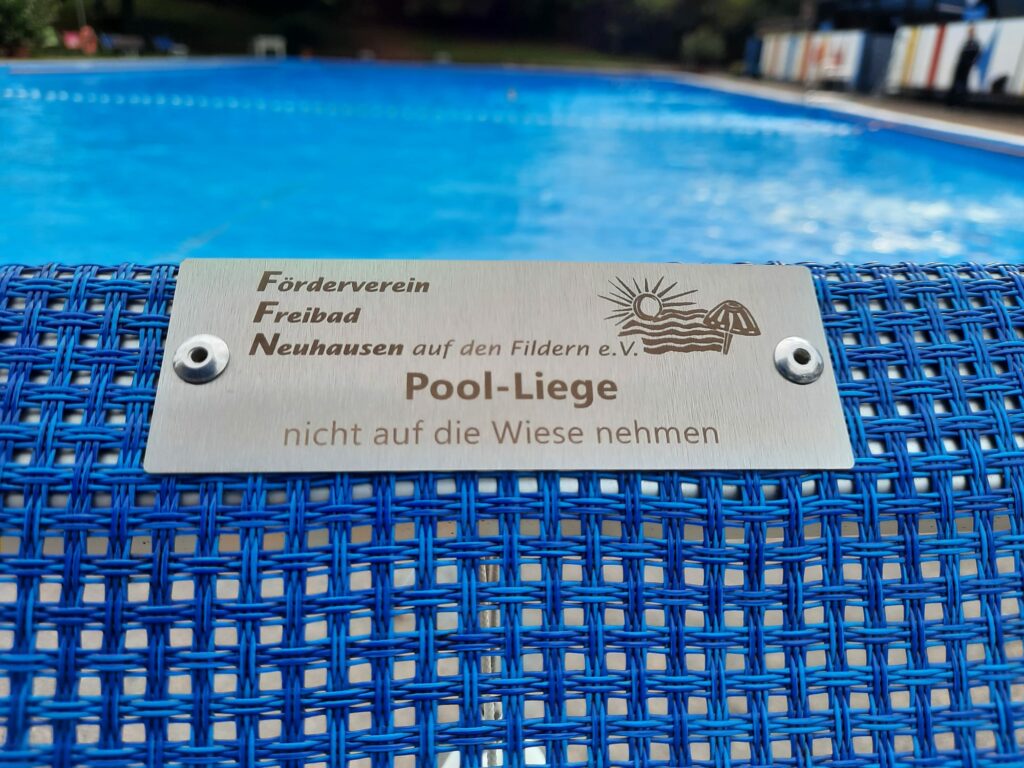 Förderverein
Freibad
Neuhausen auf den Fildern e.V.
Pool-Liege
nicht auf die Wiese nehmen